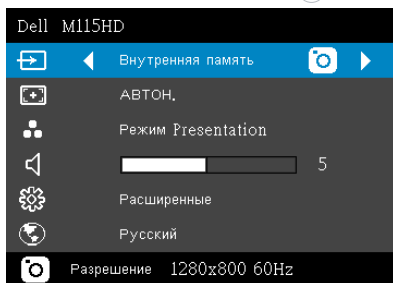 Dell M115HD
Внутренняя память
АВТОН.
Режим Presentation
5
Расширенные
Русский
Разрешение 1280x800 60Hz